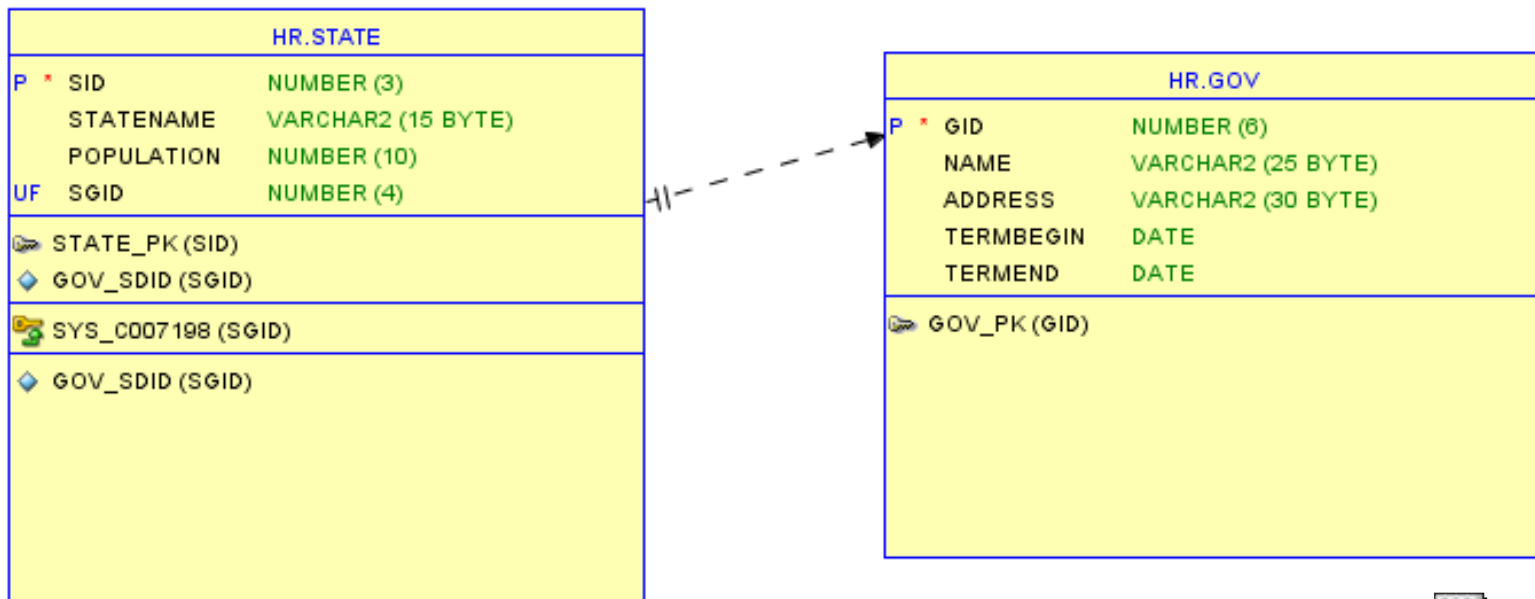 HR.STATE
P * SID NUMBER (3)
STATENAME VARCHAR2 (15 BYTE)
POPULATION NUMBER (10)
UF SGID NUMBER (4)
STATE_PK (SID)
GOV_SDID (SGID)
SYS_C007198 (SGID)
GOV_SDID (SGID)
HR.GOV
P * GID NUMBER (6)
NAME VARCHAR2 (25 BYTE)
ADDRESS VARCHAR2 (30 BYTE)
TERMBEGIN DATE
TERMEND DATE
GOV_PK (GID)